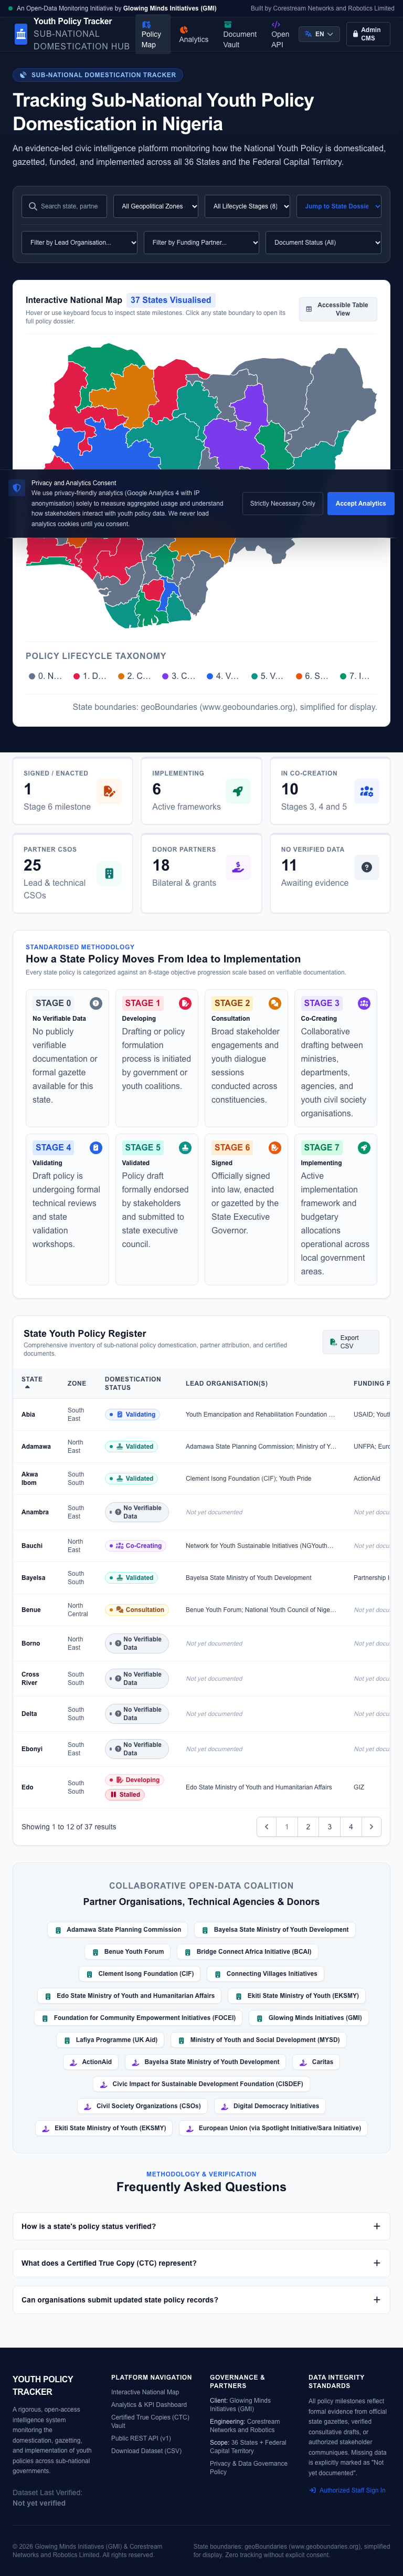 An Open-Data Monitoring Initiative by Glowing Minds Initiatives (GMI)
Built by Corestream Networks and Robotics Limited
Youth Policy Tracker
SUB-NATIONAL
DOMESTICATION HUB
Policy
Map
Analytics
Document
Vault
Open
API
EN
Admin
CMS
SUB-NATIONAL DOMESTICATION TRACKER
Tracking Sub-National Youth Policy
Domestication in Nigeria
An evidence-led civic intelligence platform monitoring how the National Youth Policy is domesticated,
gazetted, funded, and implemented across all 36 States and the Federal Capital Territory.
Search state, partne
All Geopolitical Zones
All Lifecycle Stages (8)
Jump to State Dossie
Filter by Lead Organisation...
Filter by Funding Partner...
Document Status (All)
Interactive National Map 37 States Visualised
Hover or use keyboard focus to inspect state milestones. Click any state boundary to open its
full policy dossier.
Accessible Table
View
Privacy and Analytics Consent
We use privacy-friendly analytics (Google Analytics 4 with IP
anonymisation) solely to measure aggregated usage and understand
how stakeholders interact with youth policy data. We never load
analytics cookies until you consent.
Strictly Necessary Only
Accept Analytics
POLICY LIFECYCLE TAXONOMY
0. N...
1. D...
2. C...
3. C...
4. V...
5. V...
6. S...
7. I...
State boundaries: geoBoundaries (www.geoboundaries.org), simplified for display.
SIGNED / ENACTED
1
Stage 6 milestone
IMPLEMENTING
6
Active frameworks
IN CO-CREATION
10
Stages 3, 4 and 5
PARTNER CSOS
25
Lead & technical
CSOs
DONOR PARTNERS
18
Bilateral & grants
NO VERIFIED DATA
11
Awaiting evidence
STANDARDISED METHODOLOGY
How a State Policy Moves From Idea to Implementation
Every state policy is categorized against an 8-stage objective progression scale based on verifiable documentation.
STAGE 0
No Verifiable Data
No publicly
verifiable
documentation or
formal gazette
available for this
state.
STAGE 1
Developing
Drafting or policy
formulation
process is initiated
by government or
youth coalitions.
STAGE 2
Consultation
Broad stakeholder
engagements and
youth dialogue
sessions
conducted across
constituencies.
STAGE 3
Co-Creating
Collaborative
drafting between
ministries,
departments,
agencies, and
youth civil society
organisations.
STAGE 4
Validating
Draft policy is
undergoing formal
technical reviews
and state
validation
workshops.
STAGE 5
Validated
Policy draft
formally endorsed
by stakeholders
and submitted to
state executive
council.
STAGE 6
Signed
Officially signed
into law, enacted
or gazetted by the
State Executive
Governor.
STAGE 7
Implementing
Active
implementation
framework and
budgetary
allocations
operational across
local government
areas.
State Youth Policy Register
Comprehensive inventory of sub-national policy domestication, partner attribution, and certified
documents.
Export
CSV
STATE
ZONE
DOMESTICATION
STATUS
LEAD ORGANISATION(S)
FUNDING P
Abia
South
East
Validating
Youth Emancipation and Rehabilitation Foundation ...
USAID; Yout
Adamawa
North
East
Validated
Adamawa State Planning Commission; Ministry of Y...
UNFPA; Euro
Akwa
Ibom
South
South
Validated
Clement Isong Foundation (CIF); Youth Pride
ActionAid
Anambra
South
East
No Verifiable
Data
Not yet documented
Not yet docu
Bauchi
North
East
Co-Creating
Network for Youth Sustainable Initiatives (NGYouth...
Not yet docu
Bayelsa
South
South
Validated
Bayelsa State Ministry of Youth Development
Partnership I
Benue
North
Central
Consultation
Benue Youth Forum; National Youth Council of Nige...
Not yet docu
Borno
North
East
No Verifiable
Data
Not yet documented
Not yet docu
Cross
River
South
South
No Verifiable
Data
Not yet documented
Not yet docu
Delta
South
South
No Verifiable
Data
Not yet documented
Not yet docu
Ebonyi
South
East
No Verifiable
Data
Not yet documented
Not yet docu
Edo
South
South
Developing
Stalled
Edo State Ministry of Youth and Humanitarian Affairs
GIZ
Showing 1 to 12 of 37 results
1
2
3
4
COLLABORATIVE OPEN-DATA COALITION
Partner Organisations, Technical Agencies & Donors
Adamawa State Planning Commission
Bayelsa State Ministry of Youth Development
Benue Youth Forum
Bridge Connect Africa Initiative (BCAI)
Clement Isong Foundation (CIF)
Connecting Villages Initiatives
Edo State Ministry of Youth and Humanitarian Affairs
Ekiti State Ministry of Youth (EKSMY)
Foundation for Community Empowerment Initiatives (FOCEI)
Glowing Minds Initiatives (GMI)
Lafiya Programme (UK Aid)
Ministry of Youth and Social Development (MYSD)
ActionAid
Bayelsa State Ministry of Youth Development
Caritas
Civic Impact for Sustainable Development Foundation (CISDEF)
Civil Society Organizations (CSOs)
Digital Democracy Initiatives
Ekiti State Ministry of Youth (EKSMY)
European Union (via Spotlight Initiative/Sara Initiative)
METHODOLOGY & VERIFICATION
Frequently Asked Questions
How is a state's policy status verified?
What does a Certified True Copy (CTC) represent?
Can organisations submit updated state policy records?
YOUTH POLICY
TRACKER
A rigorous, open-access
intelligence system
monitoring the
domestication, gazetting,
and implementation of youth
policies across sub-national
governments.
Dataset Last Verified:
Not yet verified
PLATFORM NAVIGATION
Interactive National Map
Analytics & KPI Dashboard
Certified True Copies (CTC)
Vault
Public REST API (v1)
Download Dataset (CSV)
GOVERNANCE &
PARTNERS
Client: Glowing Minds
Initiatives (GMI)
Engineering: Corestream
Networks and Robotics
Scope: 36 States + Federal
Capital Territory
Privacy & Data Governance
Policy
DATA INTEGRITY
STANDARDS
All policy milestones reflect
formal evidence from official
state gazettes, verified
consultative drafts, or
authorized stakeholder
communiques. Missing data
is explicitly marked as "Not
yet documented".
Authorized Staff Sign In
© 2026 Glowing Minds Initiatives (GMI) & Corestream
Networks and Robotics Limited. All rights reserved.
State boundaries: geoBoundaries (www.geoboundaries.org), simplified
for display. Zero tracking without explicit consent.